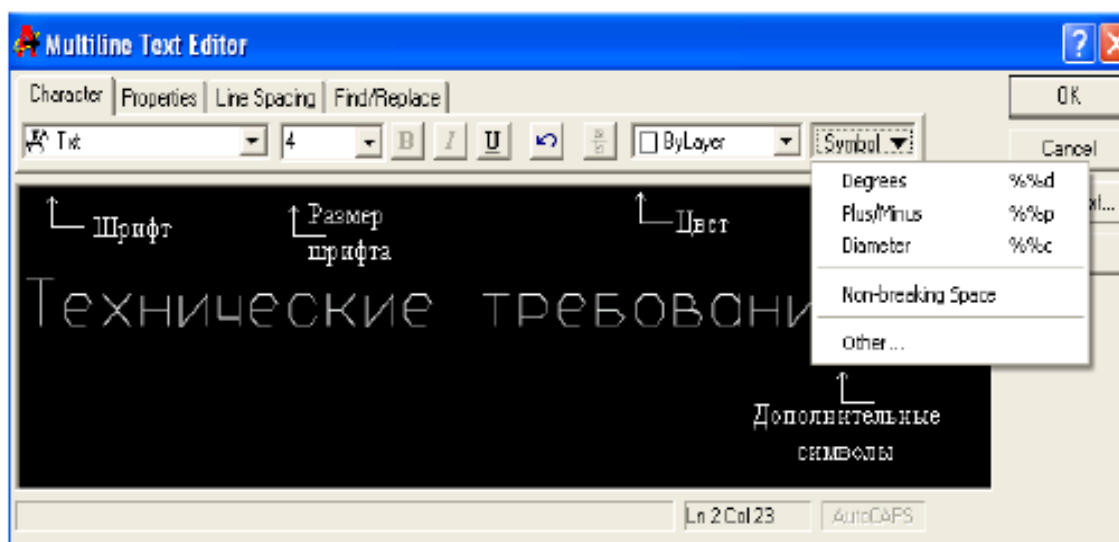 Multiline Text Editor
Character Properties Line Spacing Find/Replace OK
Txt 4 B I U ByLayer Symbol Cancel
Degrees %%d
Plus/Minus %%p
Diameter %%c
Non-breaking Space
Other...
Шрифт
Размер
шрифта
Цвет
Технические требовани
Дополнительные
символы
Ln 2 Col 23 AutoCAPS